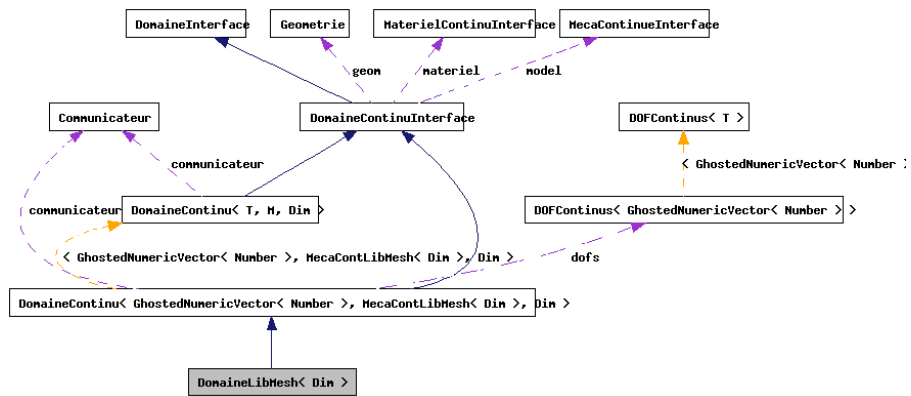 DomaineInterface
Geometrie
MaterielContinuInterface
MecaContinueInterface
geom
materiel
model
Communicateur
DomaineContinuInterface
DOFContinus< T >
communicateur
< GhostedNumericVector< Number >
communicateur
DomaineContinu< T, M, Dim >
DOFContinus< GhostedNumericVector< Number > >
< GhostedNumericVector< Number >, MecaContLibMesh< Dim >, Dim >
dofs
DomaineContinu< GhostedNumericVector< Number >, MecaContLibMesh< Dim >, Dim >
DomaineLibMesh< Dim >